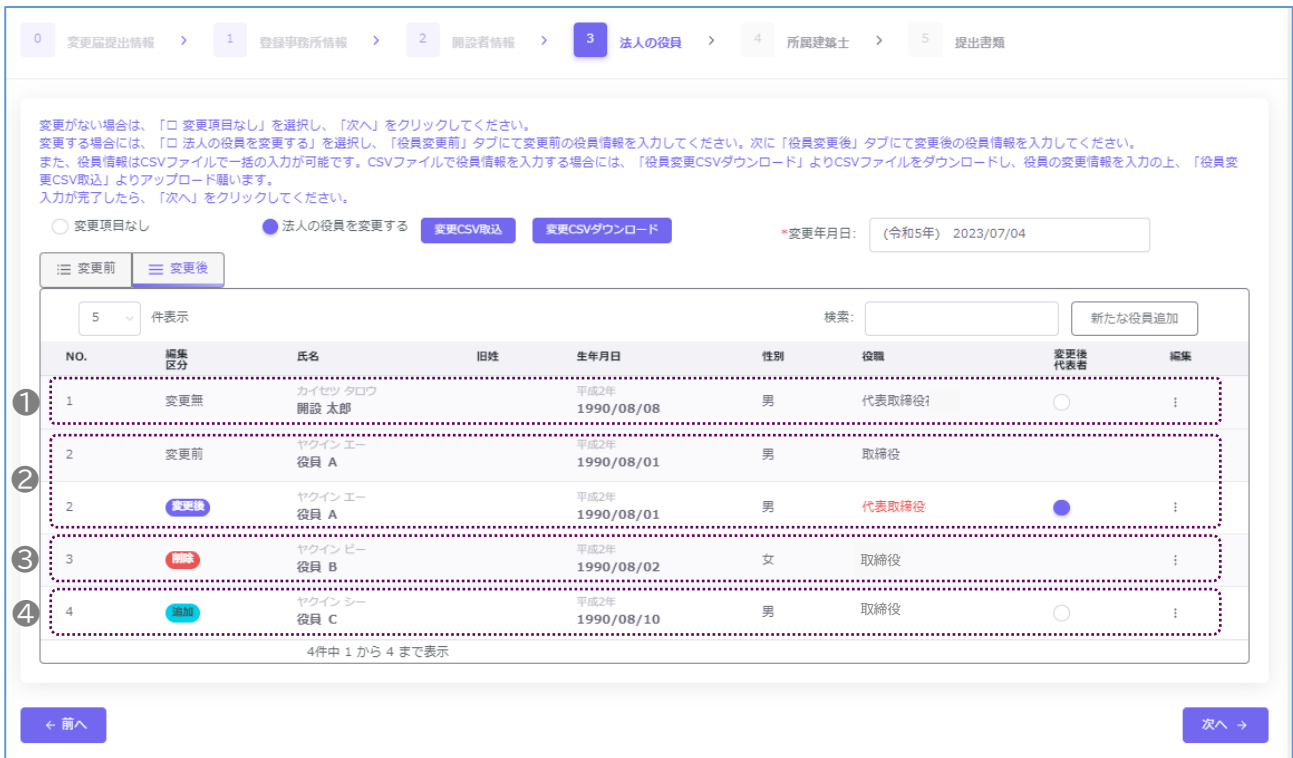 0 変更届提出情報 > 1 登録事務所情報 > 2 開設者情報 > 3 法人の役員 > 4 所属建築士 > 5 提出書類
変更がない場合は、「□ 変更項目なし」を選択し、「次へ」をクリックしてください。
変更する場合には、「□ 法人の役員を変更する」を選択し、「役員変更前」タブにて変更前の役員情報を入力してください。次に「役員変更後」タブにて変更後の役員情報を入力してください。
また、役員情報はCSVファイルで一括の入力が可能です。CSVファイルで役員情報を入力する場合には、「役員変更CSVダウンロード」よりCSVファイルをダウンロードし、役員の変更情報を入力の上、「役員変
更CSV取込」よりアップロード願います。
入力が完了したら、「次へ」をクリックしてください。
変更項目なし 法人の役員を変更する 変更CSV取込 変更CSVダウンロード *変更年月日: (令和5年) 2023/07/04
変更前 変更後
5 件表示 検索: 新たな役員追加
NO. 編集 氏名 旧姓 生年月日 性別 役職 変更後 編集
区分 代表者
カイセツ タロウ 平成2年
❶ 1 変更無 開設 太郎 1990/08/08 男 代表取締役
ヤクイン エー 平成2年
2 変更前 役員 A 1990/08/01 男 取締役
❷
ヤクイン エー 平成2年
2 変更後 役員 A 1990/08/01 男 代表取締役
ヤクイン ビー 平成2年
❸ 3 削除 役員 B 1990/08/02 女 取締役
ヤクイン シー 平成2年
❹ 4 追加 役員 C 1990/08/10 男 取締役
4件中 1 から 4 まで表示
← 前へ 次へ →